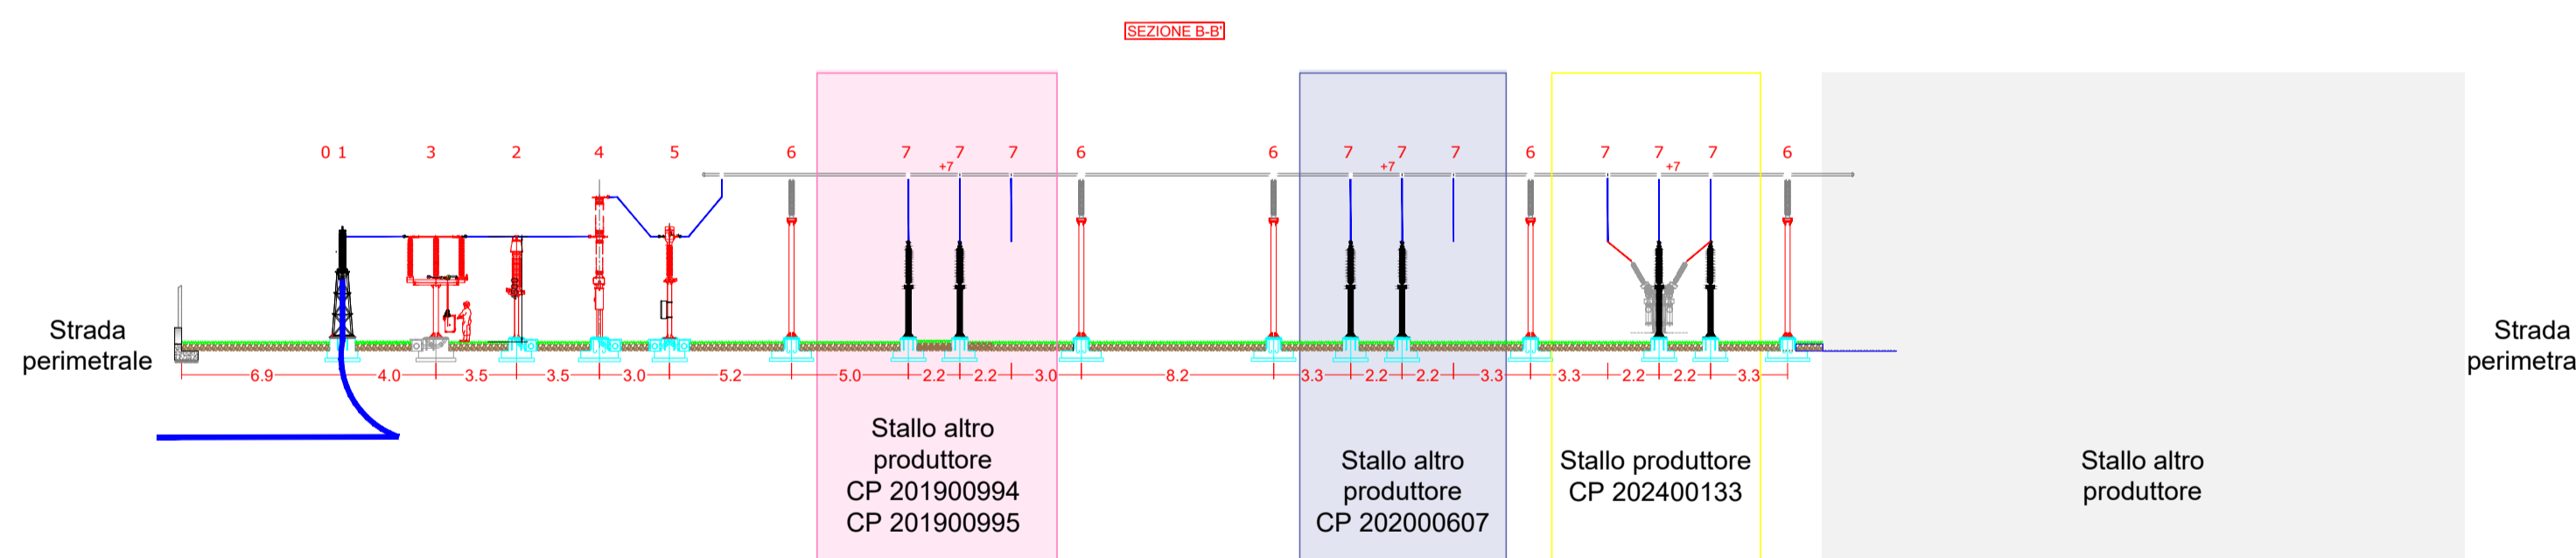 SEZIONE B-B'
0 1 3 2 4 5 6 7 7 7 6 6 7 7 7 6 7 7 7 6
+7 +7 +7
Strada
perimetrale
Strada
perimetra
6.9 4.0 3.5 3.5 3.0 5.2 5.0 2.2 2.2 3.0 8.2 3.3 2.2 2.2 3.3 3.3 2.2 2.2 3.3
Stallo altro
produttore
CP 201900994
CP 201900995
Stallo altro
produttore
CP 202000607
Stallo produttore
CP 202400133
Stallo altro
produttore